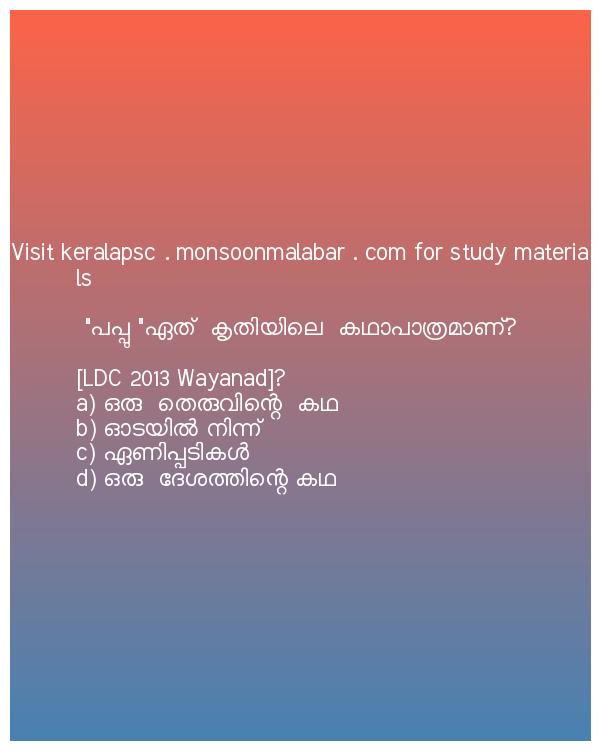 Visit keralapsc . monsoonmalabar . com for study materia
ls
"പപ്പു "ഏത് കൃതിയിലെ കഥാപാത്രമാണ്?
[LDC 2013 Wayanad]?
a) ഒരു തെരുവിന്റെ കഥ
b) ഓടയിൽ നിന്ന്
c) ഏണിപ്പടികൾ
d) ഒരു ദേശത്തിന്റെ കഥ